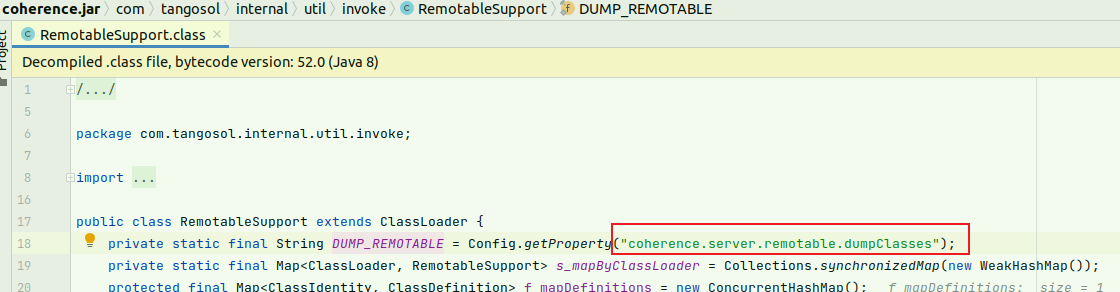 coherence.jar › com › tangosol › internal › util › invoke › RemotableSupport › DUMP_REMOTABLE
Project
RemotableSupport.class ×
Decompiled .class file, bytecode version: 52.0 (Java 8)
1 /.../
5
6 package com.tangosol.internal.util.invoke;
7
8 import ...
16
17 public class RemotableSupport extends ClassLoader {
18 private static final String DUMP_REMOTABLE = Config.getProperty("coherence.server.remotable.dumpClasses");
19 private static final Map<ClassLoader, RemotableSupport> s_mapByClassLoader = Collections.synchronizedMap(new WeakHashMap());
20 protected final Map<ClassIdentity, ClassDefinition> f_mapDefinitions = new ConcurrentHashMap(); f_mapDefinitions: size = 1